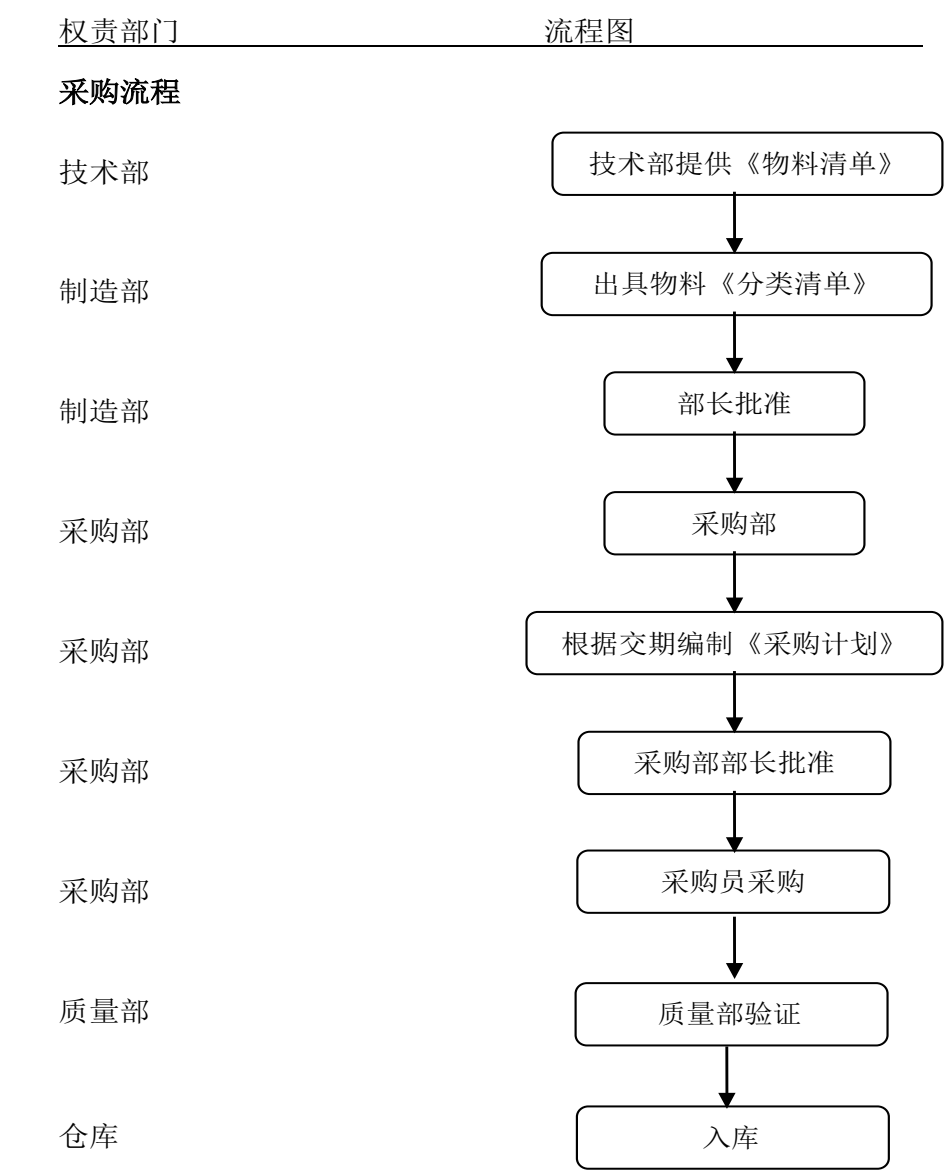 权责部门 流程图
采购流程
技术部 技术部提供《物料清单》
制造部 出具物料《分类清单》
制造部 部长批准
采购部 采购部
采购部 根据交期编制《采购计划》
采购部 采购部部长批准
采购部 采购员采购
质量部 质量部验证
仓库 入库